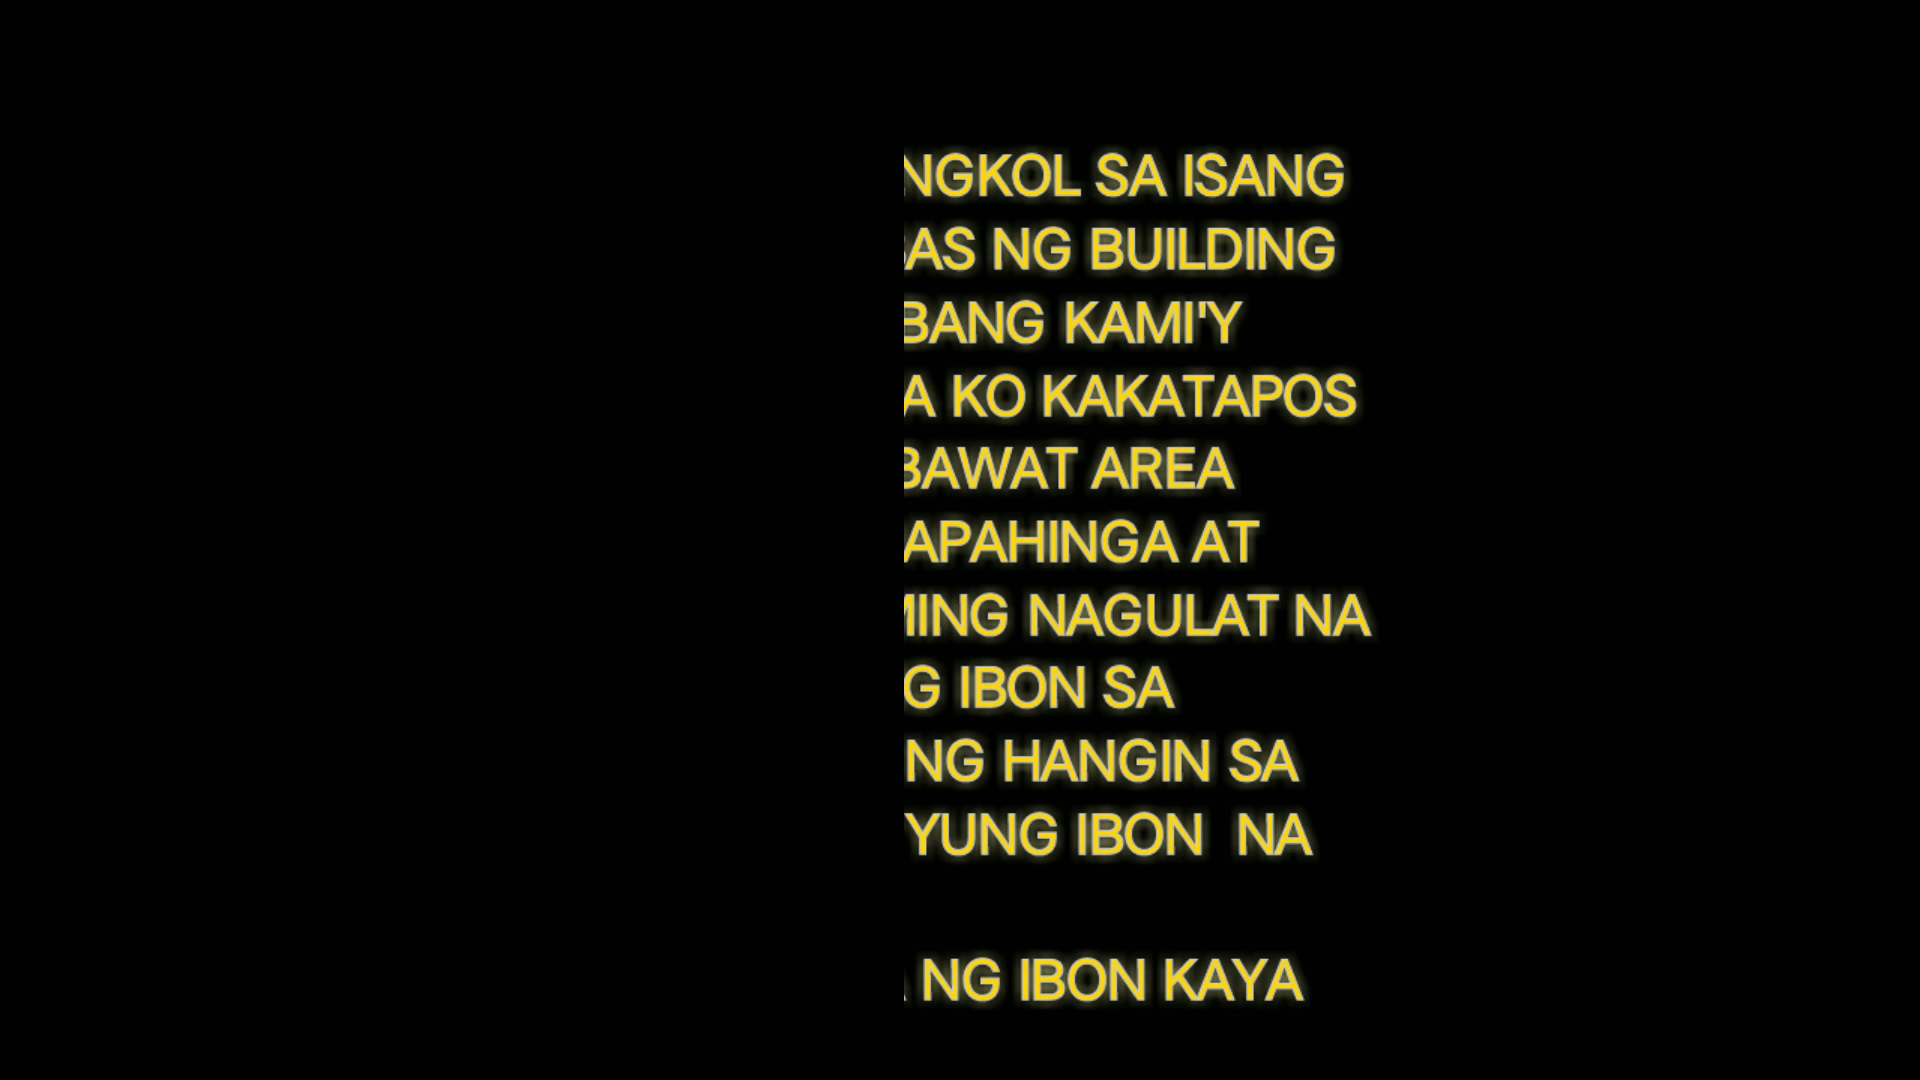 NGKOL SA ISANG
BAS NG BUILDING
BANG KAMI'Y
A KO KAKATAPOS
BAWAT AREA
APAHINGA AT
MING NAGULAT NA
G IBON SA
NG HANGIN SA
YUNG IBON NA
NG IBON KAYA